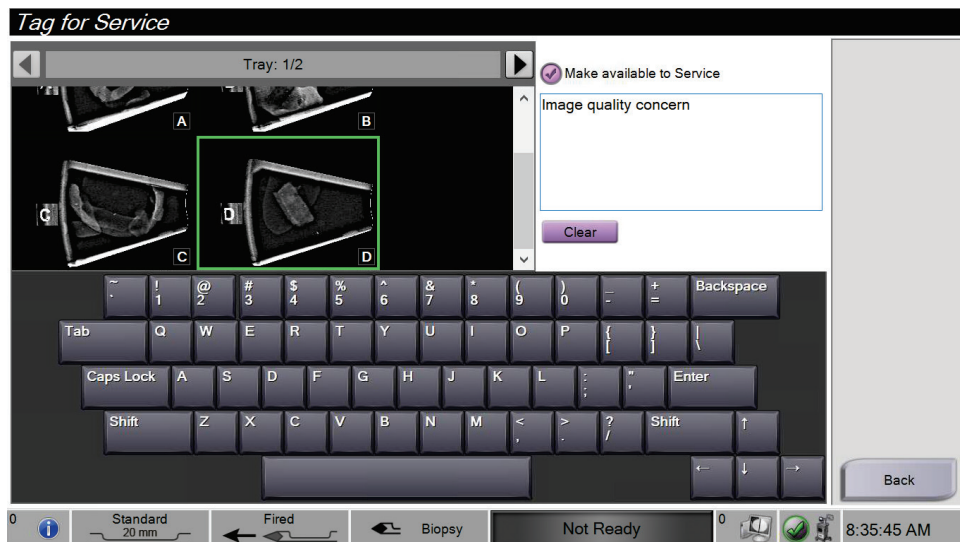 Tag for Service
Tray: 1/2
A
B
C
C
D
D
Make available to Service
Image quality concern
Clear
~ ! @ # $ % ^ & * ( ) _ + Backspace
` 1 2 3 4 5 6 7 8 9 0 - =
Tab Q W E R T Y U I O P { } |
[ ] \
Caps Lock A S D F G H J K L : " Enter
; '
Shift Z X C V B N M < > ? Shift ↑
, . /
← ↓ →
Back
0
Standard
20 mm
Fired
Biopsy
Not Ready
0
8:35:45 AM